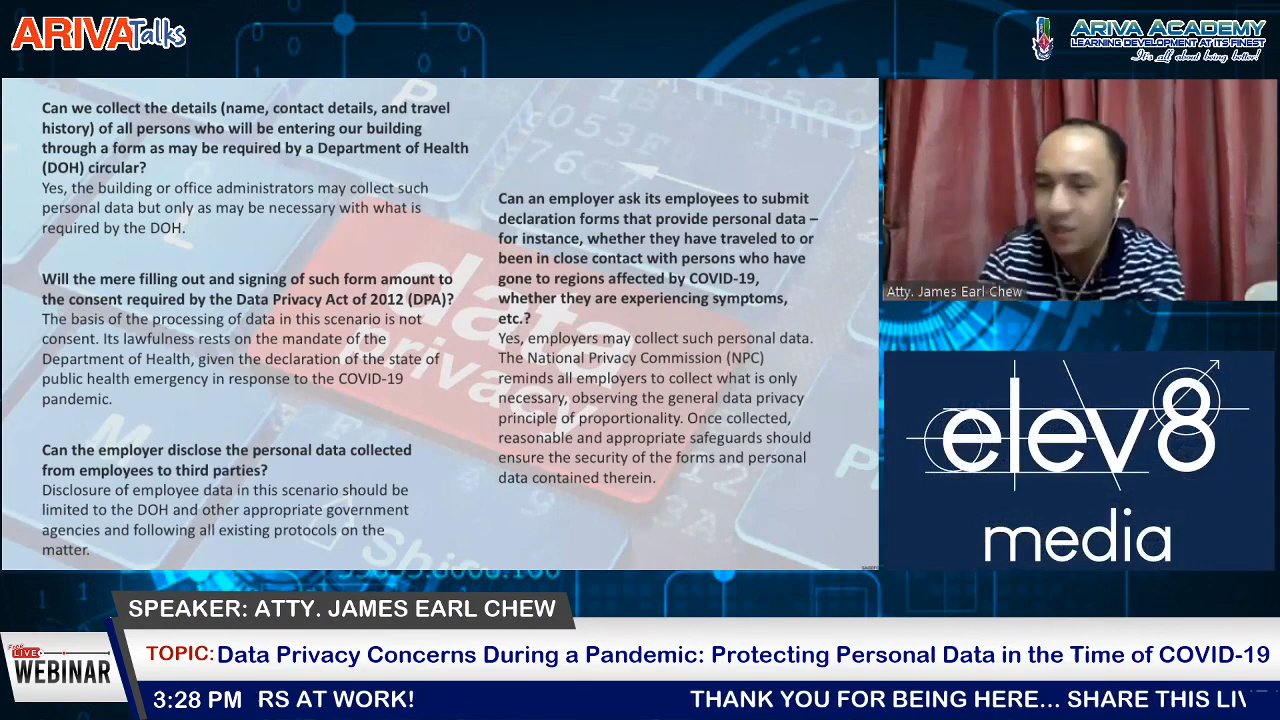 ARIVA Talks
ARIVA ACADEMY
LEARNING DEVELOPMENT AT ITS FINEST
It's all about being better!
Can we collect the details (name, contact details, and travel
history) of all persons who will be entering our building
through a form as may be required by a Department of Health
(DOH) circular?
Yes, the building or office administrators may collect such
personal data but only as may be necessary with what is
required by the DOH.
Will the mere filling out and signing of such form amount to
the consent required by the Data Privacy Act of 2012 (DPA)?
The basis of the processing of data in this scenario is not
consent. Its lawfulness rests on the mandate of the
Department of Health, given the declaration of the state of
public health emergency in response to the COVID-19
pandemic.
Can the employer disclose the personal data collected
from employees to third parties?
Disclosure of employee data in this scenario should be
limited to the DOH and other appropriate government
agencies and following all existing protocols on the
matter.
Can an employer ask its employees to submit
declaration forms that provide personal data –
for instance, whether they have traveled to or
been in close contact with persons who have
gone to regions affected by COVID-19,
whether they are experiencing symptoms,
etc.?
Yes, employers may collect such personal data.
The National Privacy Commission (NPC)
reminds all employers to collect what is only
necessary, observing the general data privacy
principle of proportionality. Once collected,
reasonable and appropriate safeguards should
ensure the security of the forms and personal
data contained therein.
data
privacy
Shift
Atty. James Earl Chew
elev8
media
SPEAKER: ATTY. JAMES EARL CHEW
Free
LIVE
WEBINAR
TOPIC: Data Privacy Concerns During a Pandemic: Protecting Personal Data in the Time of COVID-19
3:28 PM RS AT WORK! THANK YOU FOR BEING HERE... SHARE THIS LIV